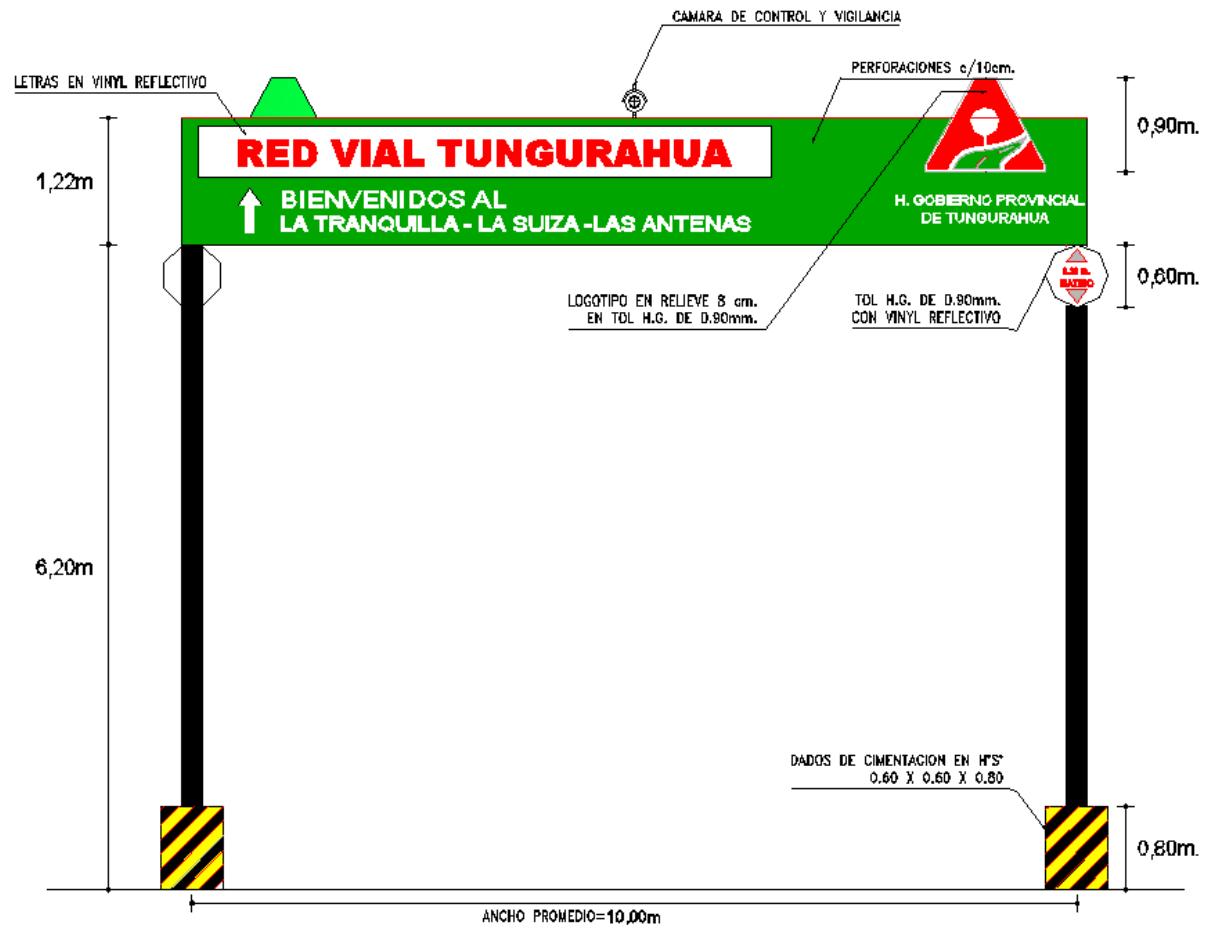 CAMARA DE CONTROL Y VIGILANCIA
LETRAS EN VINYL REFLECTIVO
PERFORACIONES c/10cm.
0,90m.
1,22m
RED VIAL TUNGURAHUA
BIENVENIDOS AL
LA TRANQUILLA - LA SUIZA -LAS ANTENAS
H. GOBIERNO PROVINCIAL
DE TUNGURAHUA
0,60m.
LOGOTIPO EN RELIEVE 8 cm.
EN TOL H.G. DE 0.90mm.
TOL H.G. DE 0.90mm.
CON VINYL REFLECTIVO
6,20m
DADOS DE CIMENTACION EN H°S°
0.60 X 0.60 X 0.80
0,80m.
ANCHO PROMEDIO=10,00m